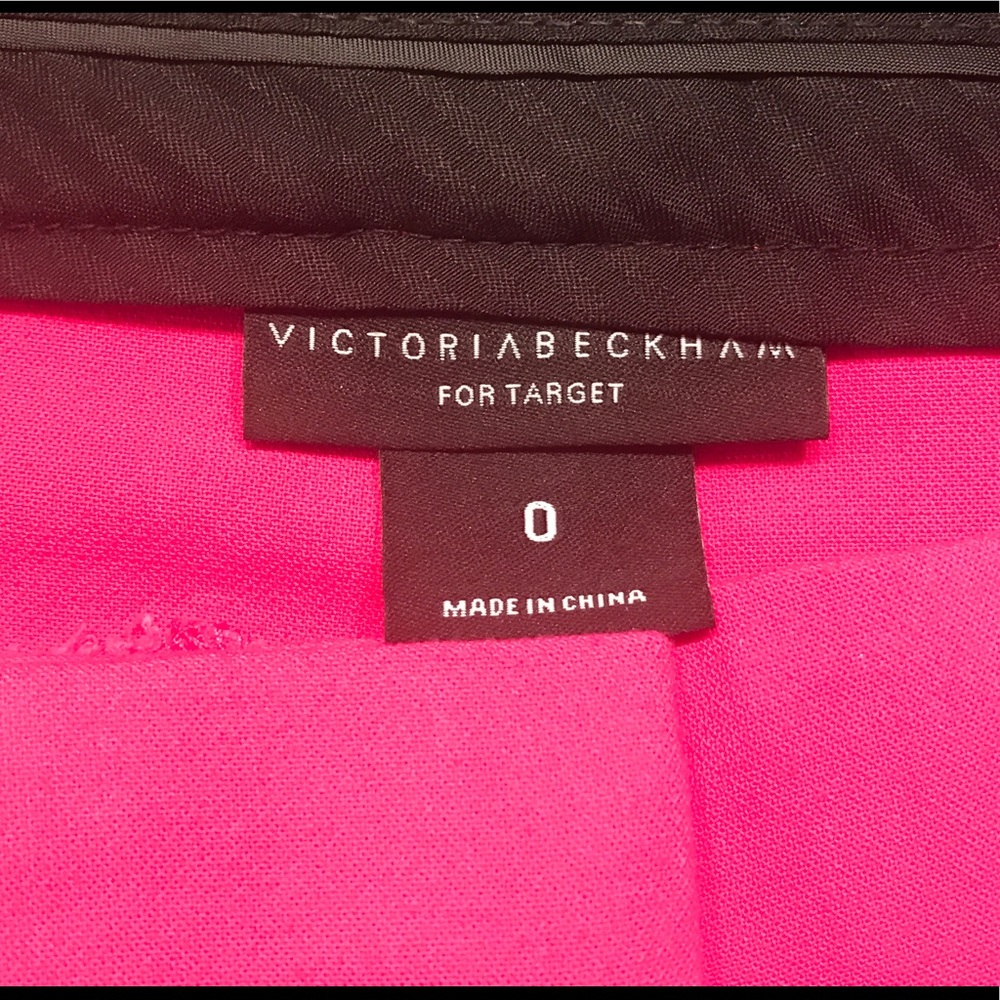 VICTORIABECKHAM
FOR TARGET
0
MADE IN CHINA